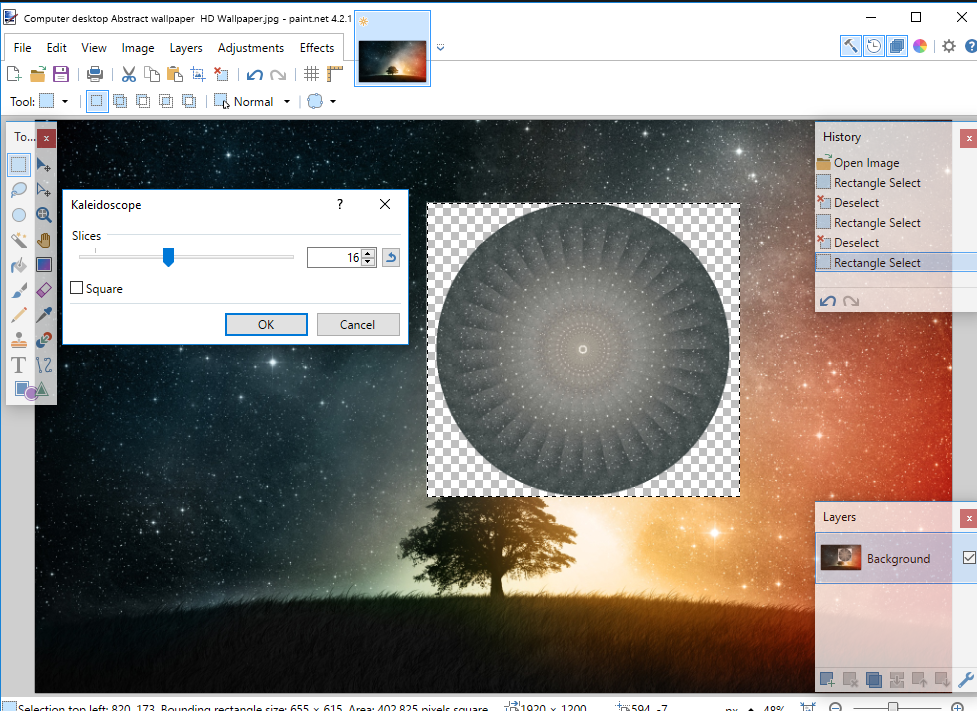 Computer desktop Abstract wallpaper  HD Wallpaper.jpg - paint.net 4.2.1
File Edit View Image Layers Adjustments Effects
Tool: Normal
To...
History
Open Image
Rectangle Select
Deselect
Rectangle Select
Deselect
Rectangle Select
Kaleidoscope ?
Slices
16
Square
OK Cancel
T
Layers
Background
Selection top left: 820, 173. Bounding rectangle size: 655 x 615. Area: 402,825 pixels square 1920 x 1200 594, -7 px 48%